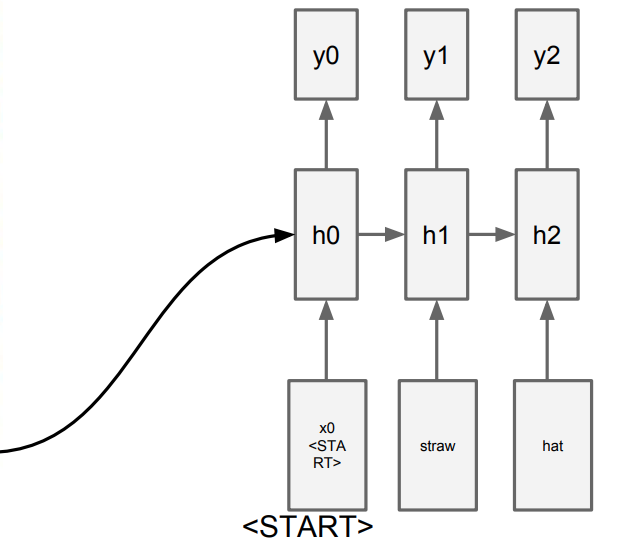 y0 y1 y2
h0 h1 h2
x0
<STA
RT>
straw
hat
<START>